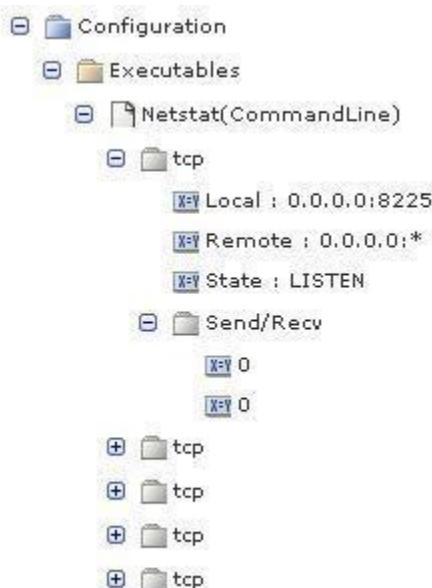 Configuration
Executables
Netstat(CommandLine)
tcp
X=Y Local : 0.0.0.0:8225
X=Y Remote : 0.0.0.0:*
X=Y State : LISTEN
Send/Recv
X=Y 0
X=Y 0
tcp
tcp
tcp
tcp